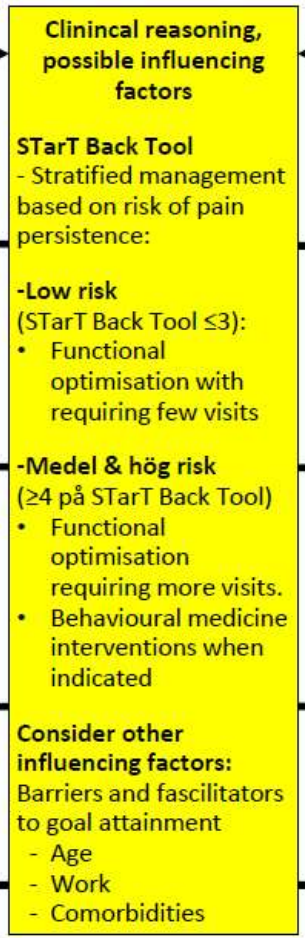 Clinincal reasoning,
possible influencing
factors
STarT Back Tool
- Stratified management
based on risk of pain
persistence:
-Low risk
(STarT Back Tool ≤3):
• Functional
optimisation with
requiring few visits
-Medel & hög risk
(≥4 på STarT Back Tool)
• Functional
optimisation
requiring more visits.
• Behavioural medicine
interventions when
indicated
Consider other
influencing factors:
Barriers and fascilitators
to goal attainment
- Age
- Work
- Comorbidities